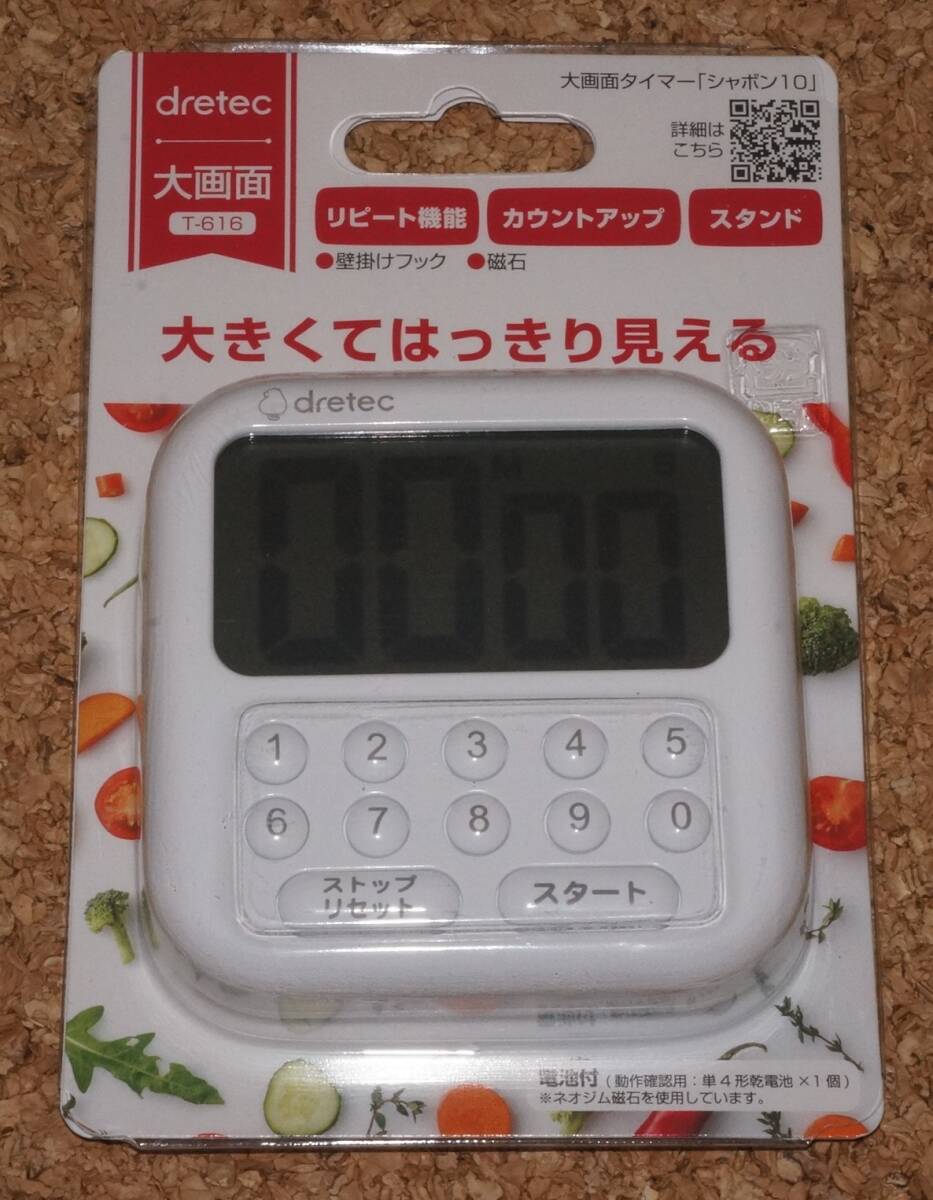 dretec
大画面
T-616
大画面タイマー「シャボン10」
詳細は
こちら
リピート機能 カウントアップ スタンド
●壁掛けフック ●磁石
大きくてはっきり見える
dretec
00 00
1 2 3 4 5
6 7 8 9 0
ストップ
リセット
スタート
電池付(動作確認用:単4形乾電池×1個)
※ネオジム磁石を使用しています。